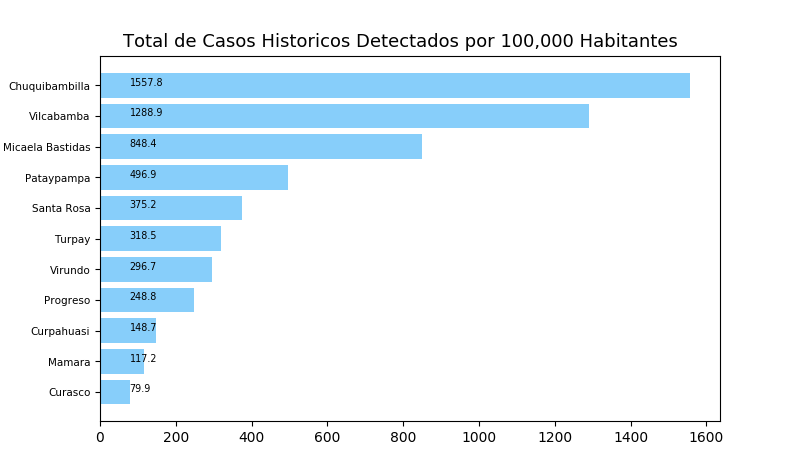 Total de Casos Historicos Detectados por 100,000 Habitantes
Chuquibambilla 1557.8
Vilcabamba 1288.9
Micaela Bastidas 848.4
Pataypampa 496.9
Santa Rosa 375.2
Turpay 318.5
Virundo 296.7
Progreso 248.8
Curpahuasi 148.7
Mamara 117.2
Curasco 79.9
0 200 400 600 800 1000 1200 1400 1600